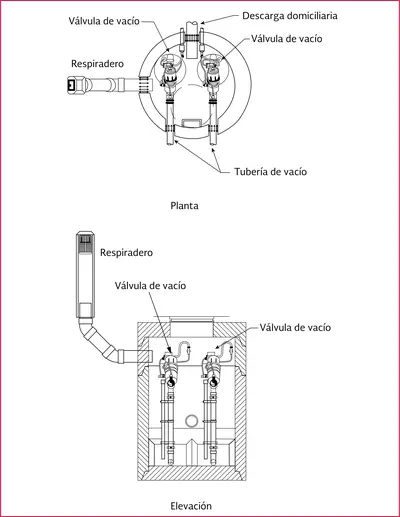 Descarga domiciliaria
Válvula de vacío
Válvula de vacío
Respiradero
Tubería de vacío
Planta
Respiradero
Válvula de vacío
Válvula de vacío
Elevación